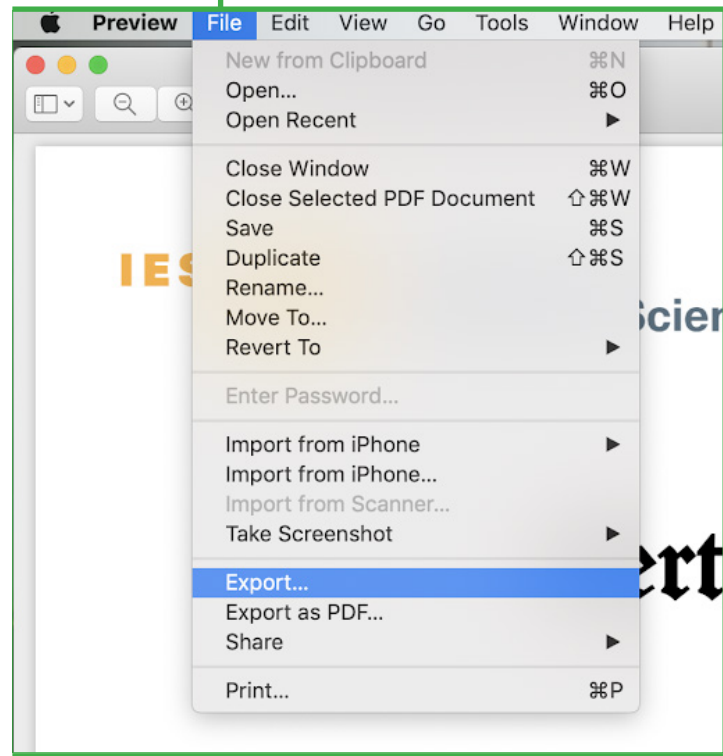 Preview File Edit View Go Tools Window Help
New from Clipboard ⌘N
Open... ⌘O
Open Recent ▶
Close Window ⌘W
Close Selected PDF Document ⇧⌘W
Save ⌘S
Duplicate ⇧⌘S
Rename...
Move To...
Revert To ▶
Enter Password...
Import from iPhone ▶
Import from iPhone...
Import from Scanner...
Take Screenshot ▶
Export...
Export as PDF...
Share ▶
Print... ⌘P
IES